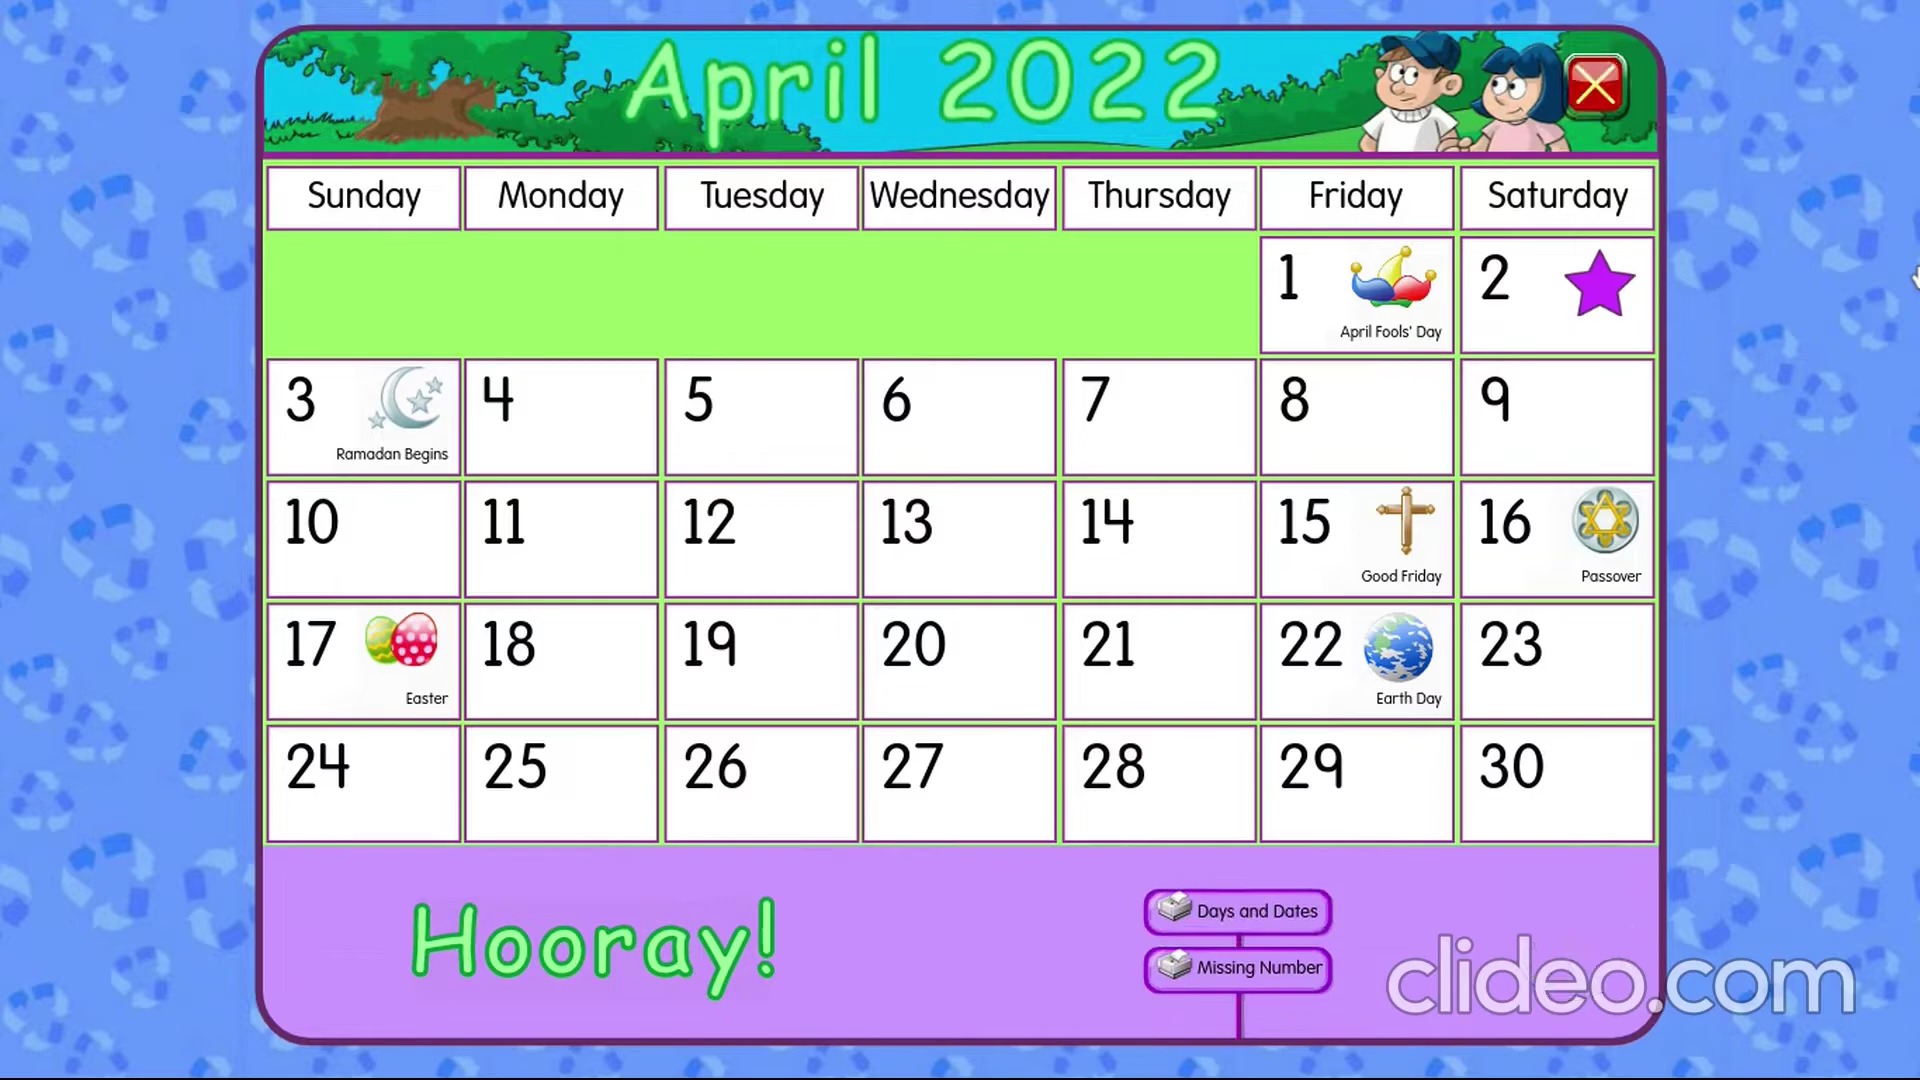 April 2022
Sunday Monday Tuesday Wednesday Thursday Friday Saturday
1 2
April Fools' Day
3 4 5 6 7 8 9
Ramadan Begins
10 11 12 13 14 15 16
Good Friday Passover
17 18 19 20 21 22 23
Easter Earth Day
24 25 26 27 28 29 30
Hooray!
Days and Dates
Missing Number
clideo.com